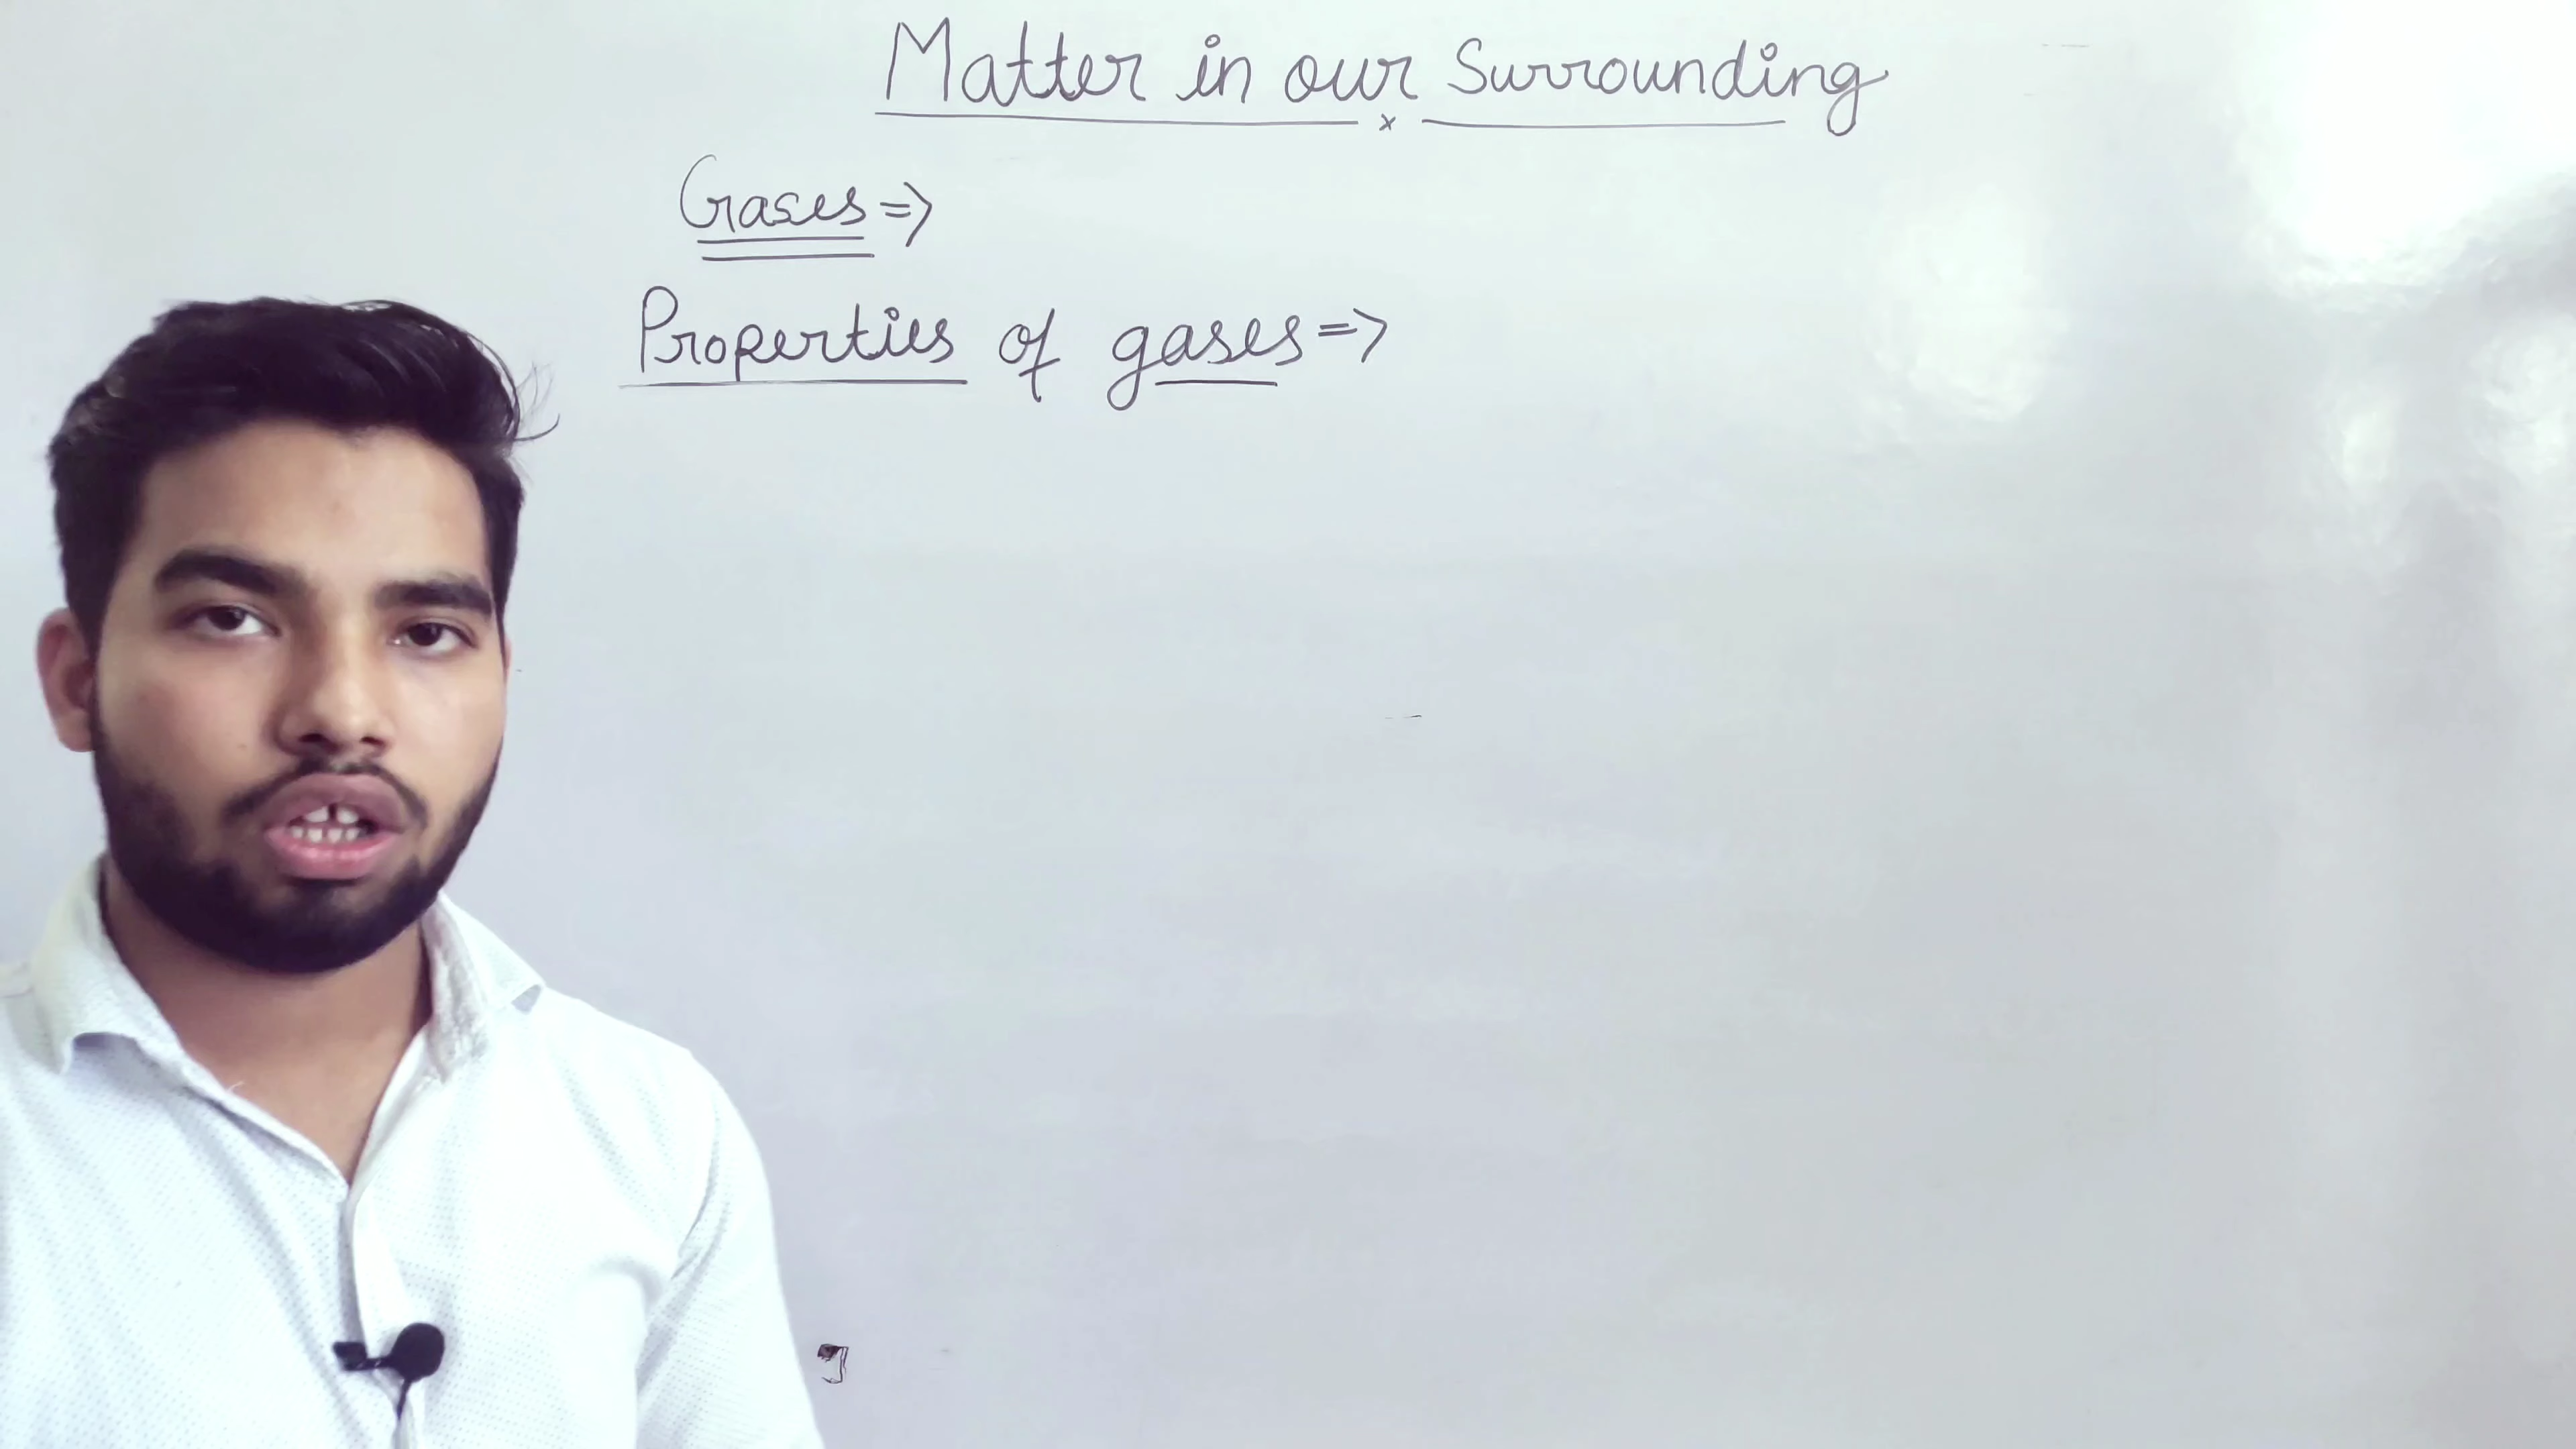 Matter in our Surrounding
x
Gases =>
Properties of gases =>